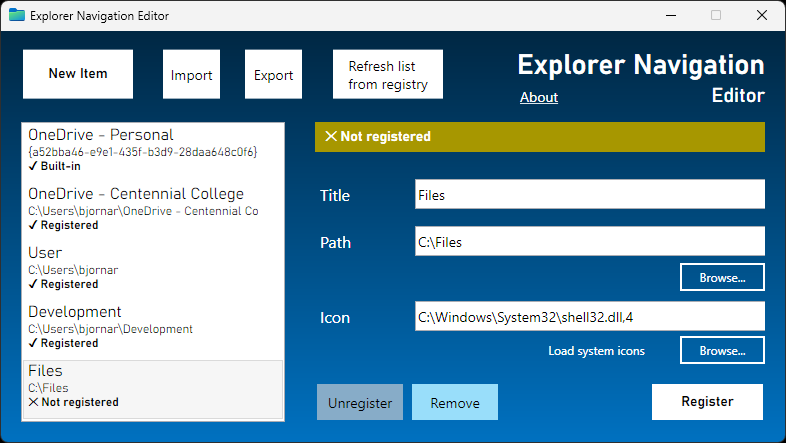 Explorer Navigation Editor
New Item
Import
Export
Refresh list
from registry
Explorer Navigation
Editor
About
OneDrive - Personal
{a52bba46-e9e1-435f-b3d9-28daa648c0f6}
✓ Built-in
OneDrive - Centennial College
C:\Users\bjornar\OneDrive - Centennial Co
✓ Registered
User
C:\Users\bjornar
✓ Registered
Development
C:\Users\bjornar\Development
✓ Registered
Files
C:\Files
✕ Not registered
✕ Not registered
Title
Files
Path
C:\Files
Browse...
Icon
C:\Windows\System32\shell32.dll,4
Load system icons
Browse...
Unregister
Remove
Register